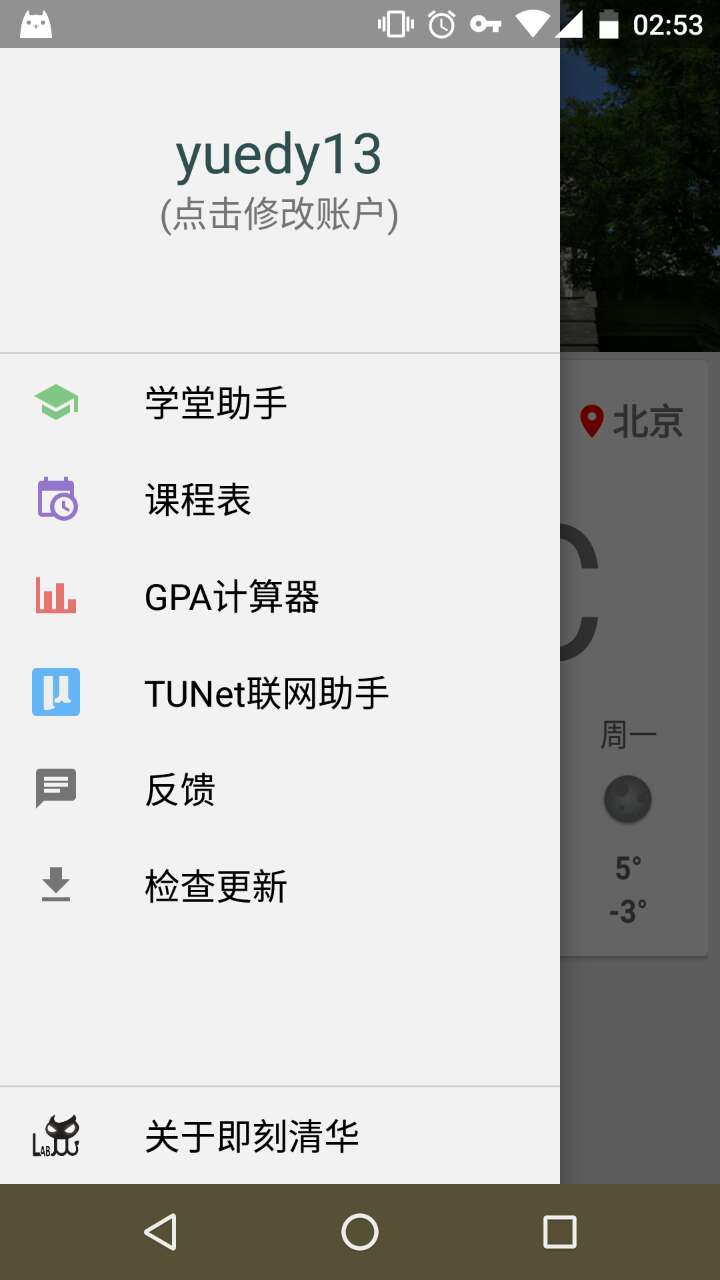 02:53
yuedy13
(点击修改账户)
学堂助手
北京
课程表
GPA计算器
C
TUNet联网助手
周一
反馈
5°
检查更新
-3°
LAB
关于即刻清华